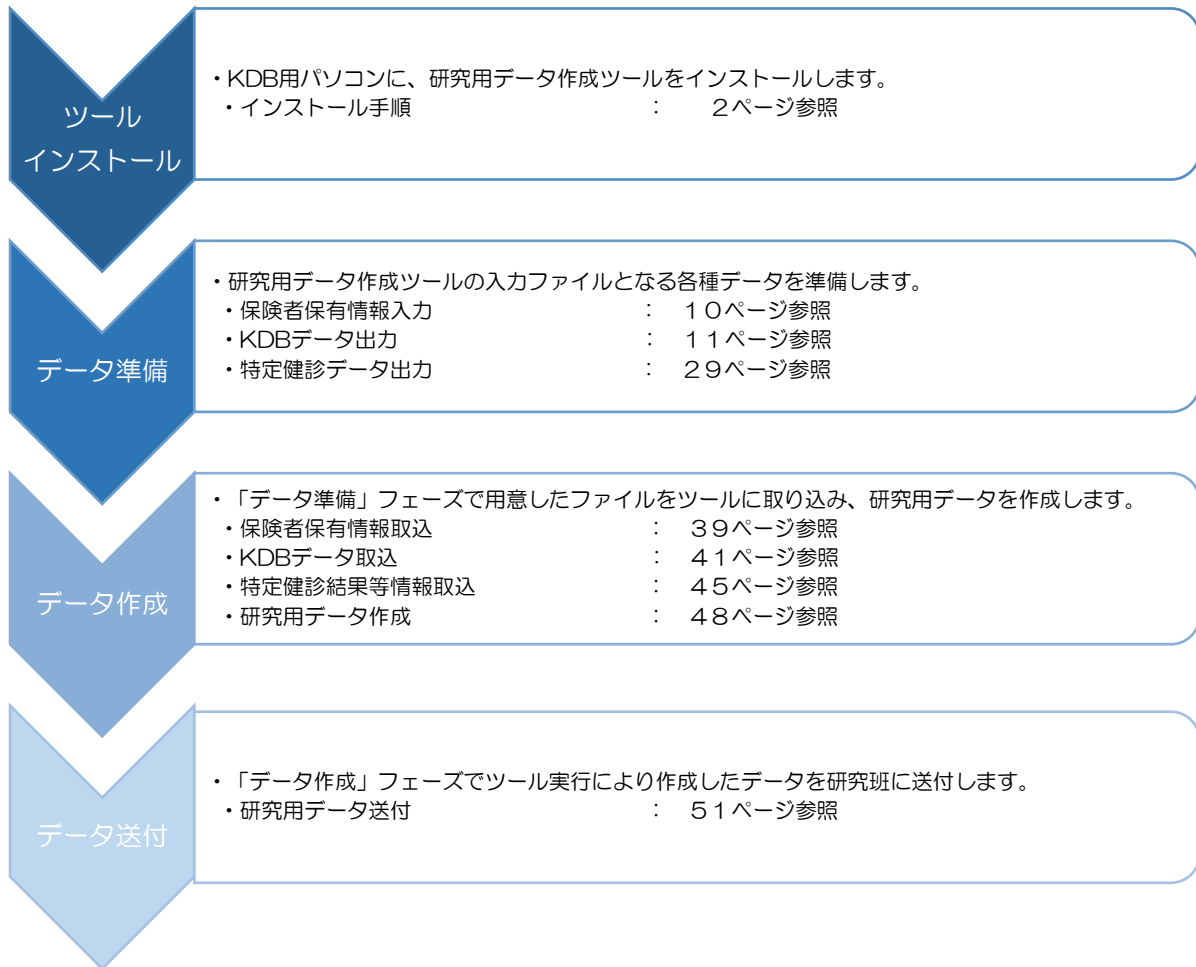 ツール
インストール
・KDB用パソコンに、研究用データ作成ツールをインストールします。
・インストール手順　：　２ページ参照
データ準備
・研究用データ作成ツールの入力ファイルとなる各種データを準備します。
・保険者保有情報入力　：　１０ページ参照
・KDBデータ出力　：　１１ページ参照
・特定健診データ出力　：　２９ページ参照
データ作成
・「データ準備」フェーズで用意したファイルをツールに取り込み、研究用データを作成します。
・保険者保有情報取込　：　３９ページ参照
・KDBデータ取込　：　４１ページ参照
・特定健診結果等情報取込　：　４５ページ参照
・研究用データ作成　：　４８ページ参照
データ送付
・「データ作成」フェーズでツール実行により作成したデータを研究班に送付します。
・研究用データ送付　：　５１ページ参照